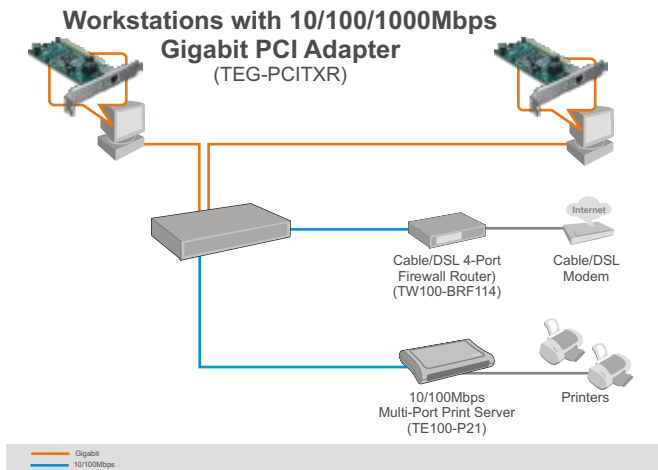 Workstations with 10/100/1000Mbps
Gigabit PCI Adapter
(TEG-PCITXR)
Internet
Cable/DSL 4-Port
Firewall Router)
(TW100-BRF114)
Cable/DSL
Modem
10/100Mbps
Multi-Port Print Server
(TE100-P21)
Printers
Gigabit
10/100Mbps